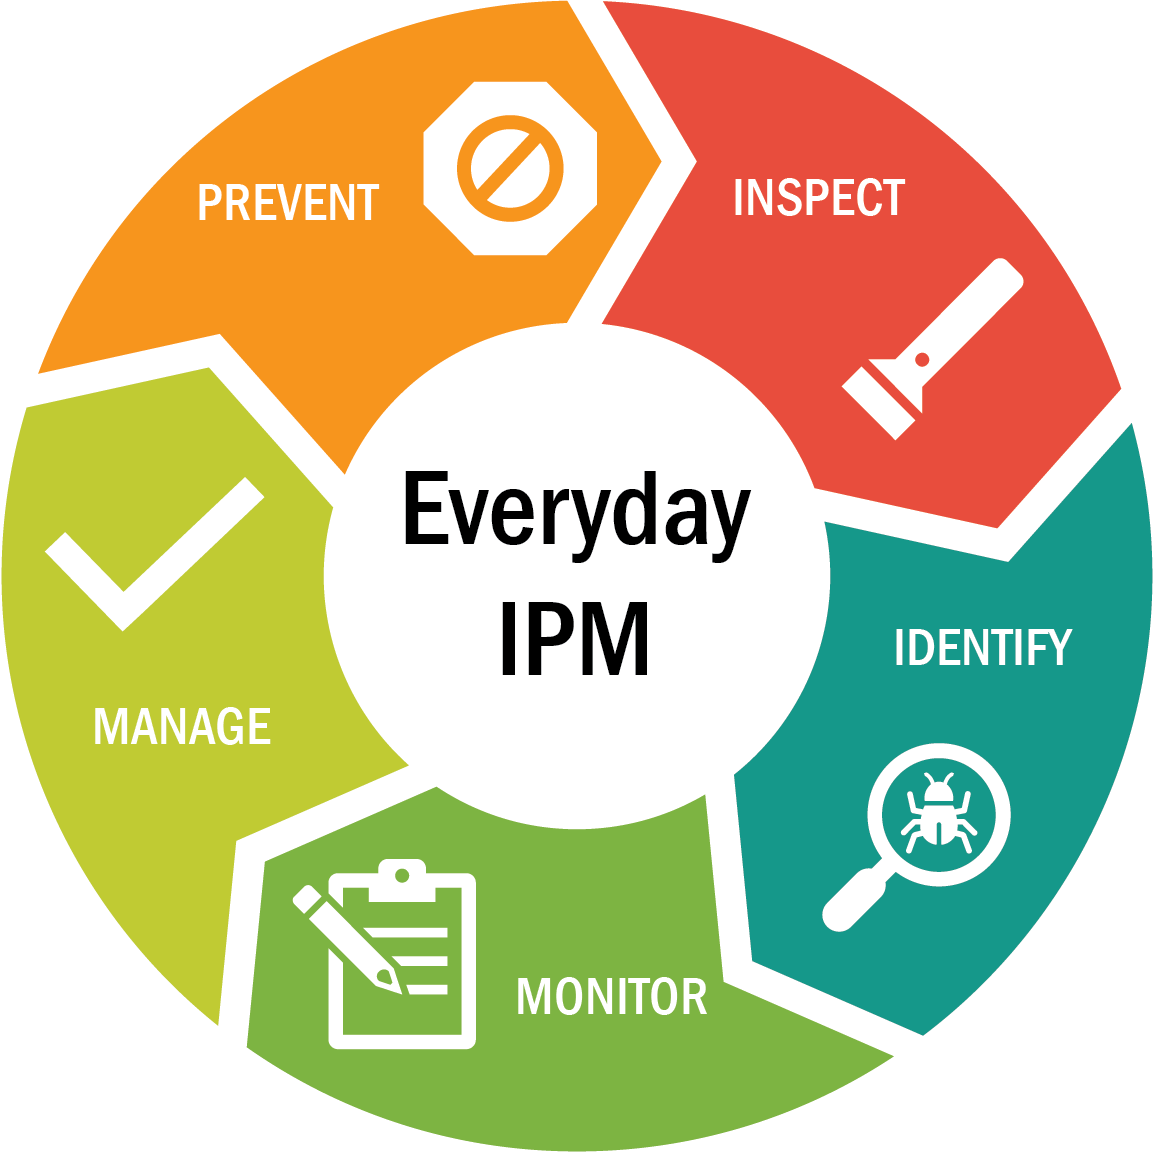 PREVENT
INSPECT
Everyday
IPM
IDENTIFY
MANAGE
MONITOR